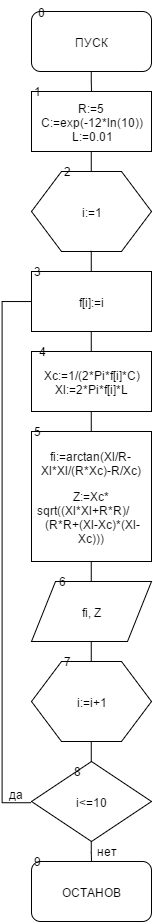 0
ПУСК
1
R:=5
C:=exp(-12*ln(10))
L:=0.01
2
i:=1
3
f[i]:=i
4
Xc:=1/(2*Pi*f[i]*C)
Xl:=2*Pi*f[i]*L
5
fi:=arctan(Xl/R-
Xl*Xl/(R*Xc)-R/Xc)
Z:=Xc*
sqrt((Xl*Xl+R*R)/
(R*R+(Xl-Xc)*(Xl-
Xc)))
6
fi, Z
7
i:=i+1
8
да
i<=10
нет
9
ОСТАНОВ